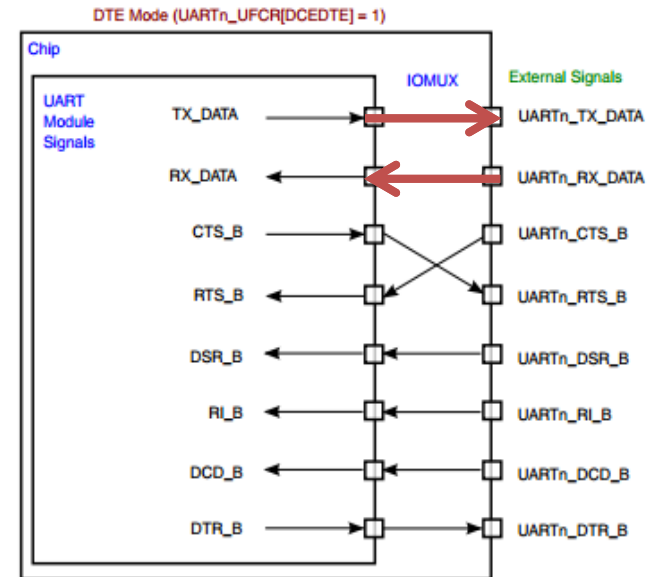 DTE Mode (UARTn_UFCR[DCEDTE] = 1)
Chip
IOMUX
External Signals
UART
Module
Signals
TX_DATA
UARTn_TX_DATA
RX_DATA
UARTn_RX_DATA
CTS_B
UARTn_CTS_B
RTS_B
UARTn_RTS_B
DSR_B
UARTn_DSR_B
RI_B
UARTn_RI_B
DCD_B
UARTn_DCD_B
DTR_B
UARTn_DTR_B